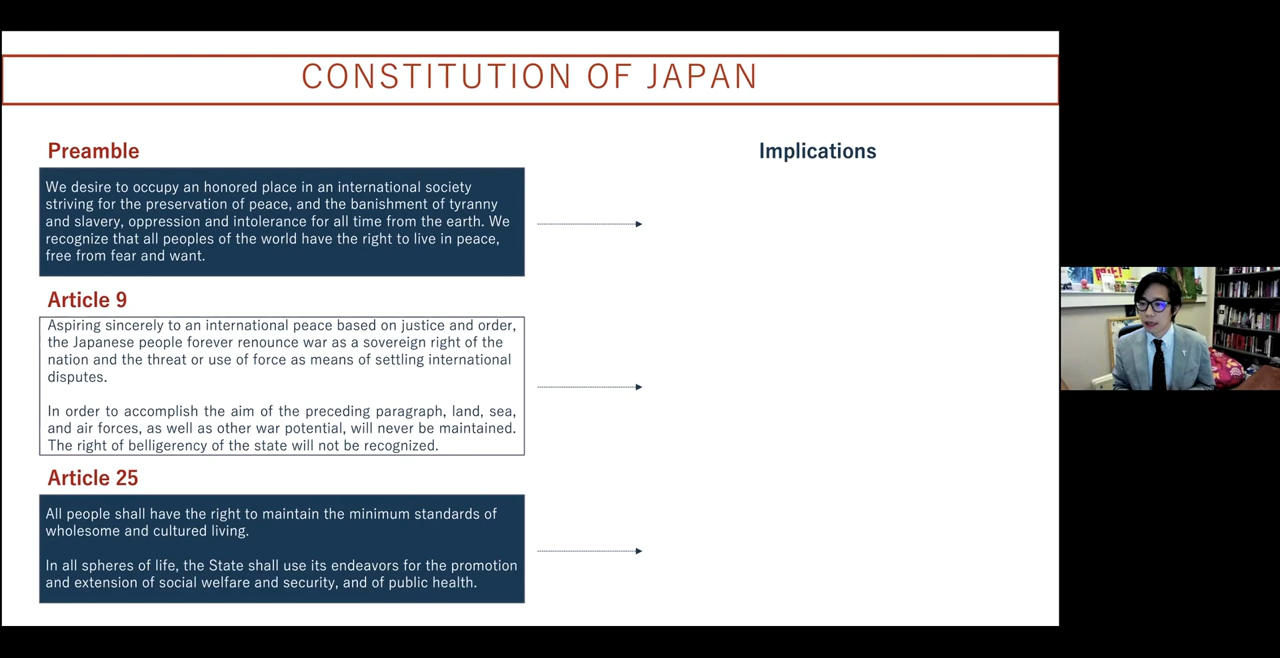 CONSTITUTION OF JAPAN
Preamble
Implications
We desire to occupy an honored place in an international society
striving for the preservation of peace, and the banishment of tyranny
and slavery, oppression and intolerance for all time from the earth. We
recognize that all peoples of the world have the right to live in peace,
free from fear and want.
Article 9
Aspiring sincerely to an international peace based on justice and order,
the Japanese people forever renounce war as a sovereign right of the
nation and the threat or use of force as means of settling international
disputes.
In order to accomplish the aim of the preceding paragraph, land, sea,
and air forces, as well as other war potential, will never be maintained.
The right of belligerency of the state will not be recognized.
Article 25
All people shall have the right to maintain the minimum standards of
wholesome and cultured living.
In all spheres of life, the State shall use its endeavors for the promotion
and extension of social welfare and security, and of public health.